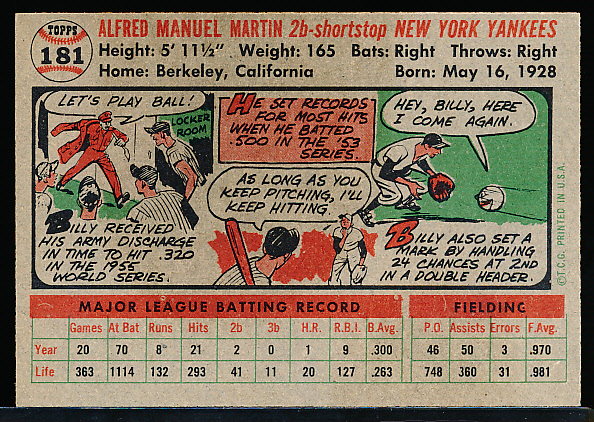 TOPPS
181
ALFRED MANUEL MARTIN 2b-shortstop NEW YORK YANKEES
Height: 5' 11½" Weight: 165 Bats: Right Throws: Right
Home: Berkeley, California Born: May 16, 1928
LET'S PLAY BALL!
LOCKER
ROOM
BILLY RECEIVED
HIS ARMY DISCHARGE
IN TIME TO HIT .320
IN THE 1955
WORLD SERIES.
HE SET RECORDS
FOR MOST HITS
WHEN HE BATTED
.500 IN THE '53
SERIES.
AS LONG AS YOU
KEEP PITCHING, I'LL
KEEP HITTING.
HEY, BILLY, HERE
I COME AGAIN.
BILLY ALSO SET A
MARK BY HANDLING
24 CHANCES AT 2ND
IN A DOUBLE HEADER.
© T.C.G. PRINTED IN U.S.A.
MAJOR LEAGUE BATTING RECORD FIELDING
Games At Bat Runs Hits 2b 3b H.R. R.B.I. B.Avg. P.O. Assists Errors F.Avg.
Year 20 70 8 21 2 0 1 9 .300 46 50 3 .970
Life 363 1114 132 293 41 11 20 127 .263 748 360 31 .981